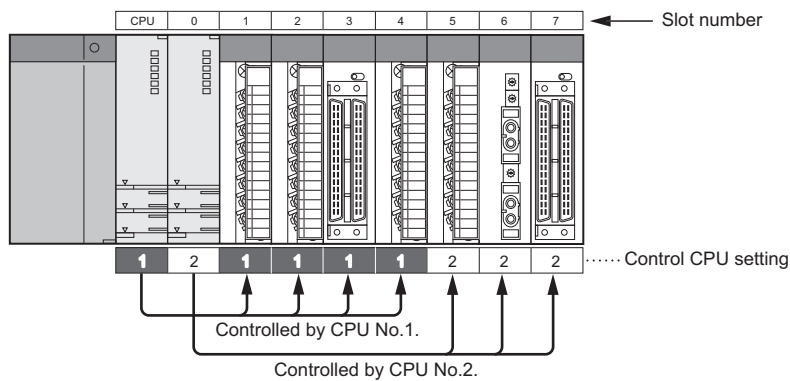 CPU 0 1 2 3 4 5 6 7 Slot number
1 2 1 1 1 1 2 2 2 Control CPU setting
Controlled by CPU No.1.
Controlled by CPU No.2.